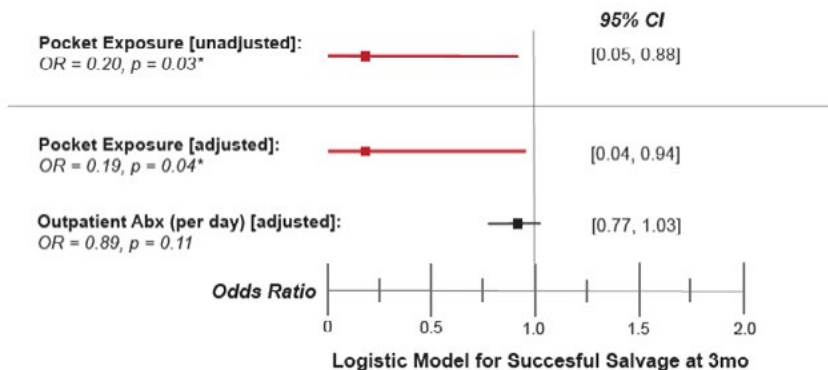 95% CI
Pocket Exposure [unadjusted]:
OR = 0.20, p = 0.03*
[0.05, 0.88]
Pocket Exposure [adjusted]:
OR = 0.19, p = 0.04*
[0.04, 0.94]
Outpatient Abx (per day) [adjusted]:
OR = 0.89, p = 0.11
[0.77, 1.03]
Odds Ratio
0 0.5 1.0 1.5 2.0
Logistic Model for Succesful Salvage at 3mo